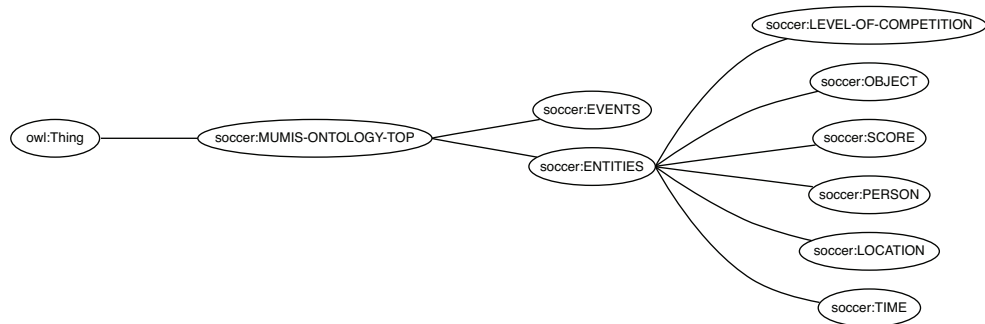 soccer:LEVEL-OF-COMPETITION
soccer:OBJECT
soccer:EVENTS
owl:Thing
soccer:MUMIS-ONTOLOGY-TOP
soccer:SCORE
soccer:ENTITIES
soccer:PERSON
soccer:LOCATION
soccer:TIME